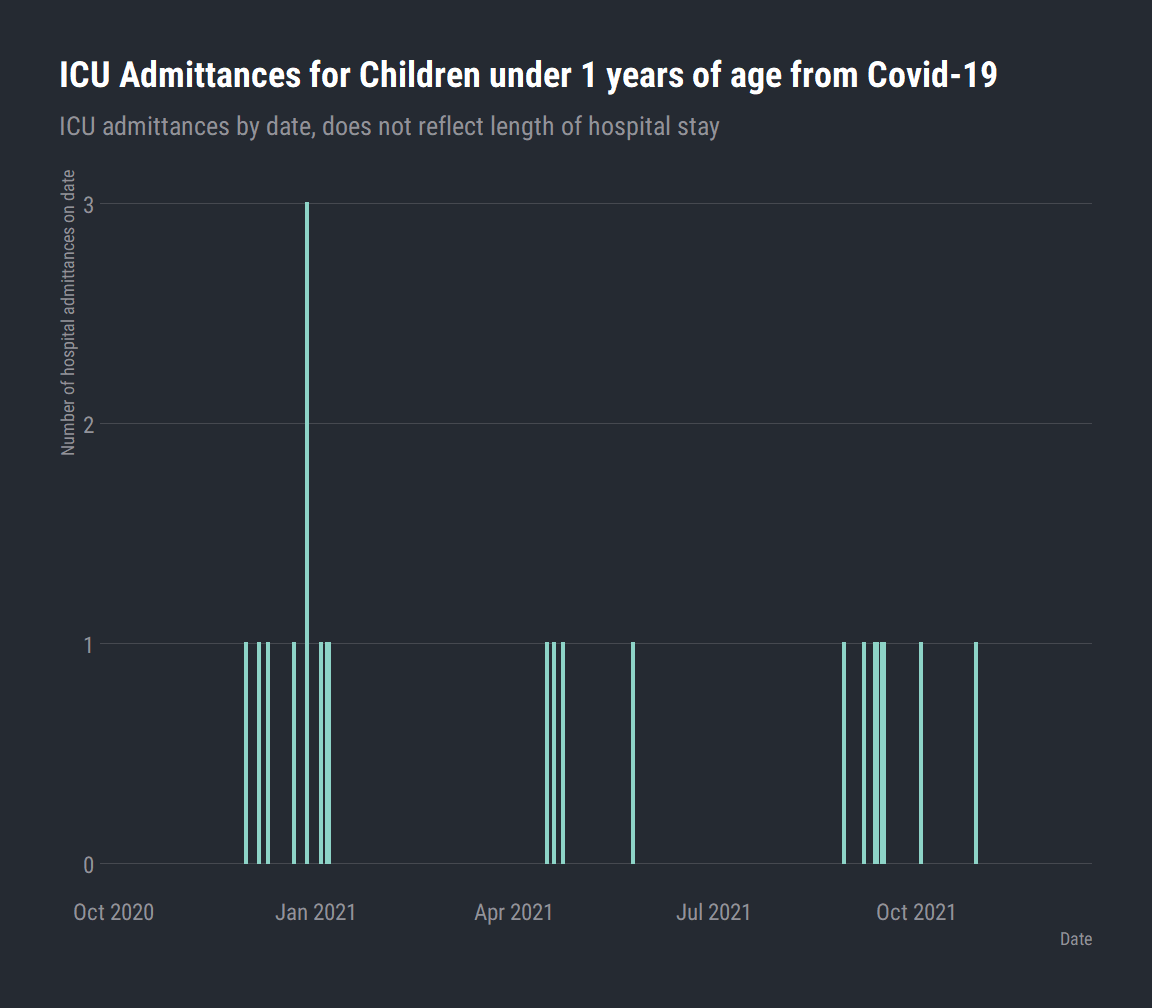 ICU Admittances for Children under 1 years of age from Covid-19
ICU admittances by date, does not reflect length of hospital stay
Number of hospital admittances on date
3
2
1
0
Oct 2020
Jan 2021
Apr 2021
Jul 2021
Oct 2021
Date